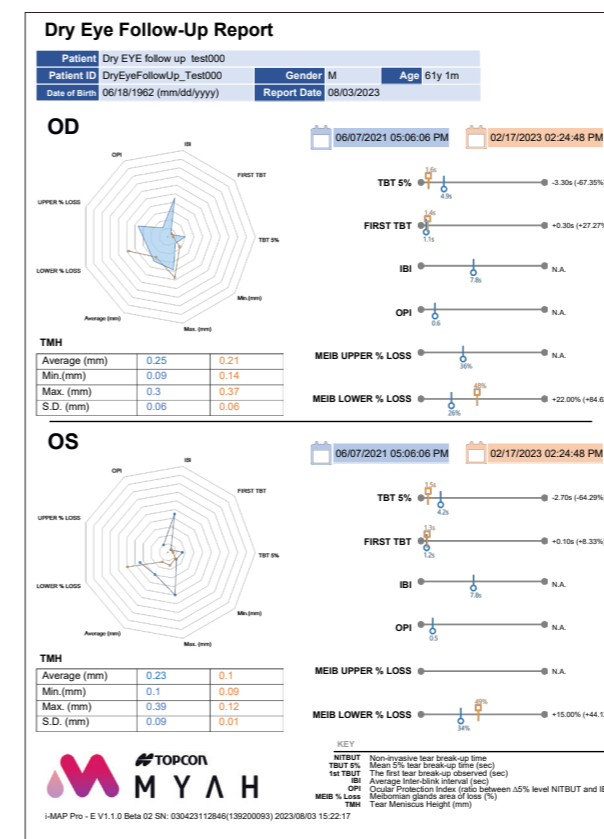 Dry Eye Follow-Up Report
Patient Dry EYE follow up test000
Patient ID DryEyeFollowUp_Test000 Gender M Age 61y 1m
Date of Birth 06/18/1962 (mm/dd/yyyy) Report Date 08/03/2023
OD
06/07/2021 05:06:06 PM 02/17/2023 02:24:48 PM
IBI
OPI
FIRST TBT
UPPER % LOSS
TBT 5%
LOWER % LOSS
Min.(mm)
Average (mm)
Max. (mm)
TBT 5% 1.6s 4.9s -3.30s (-67.35%
FIRST TBT 1.4s 1.1s +0.30s (+27.27%
IBI 7.8s N.A.
OPI 0.6 N.A.
MEIB UPPER % LOSS 36% N.A.
MEIB LOWER % LOSS 48% 26% +22.00% (+84.6
TMH
Average (mm) 0.25 0.21
Min.(mm) 0.09 0.14
Max. (mm) 0.3 0.37
S.D. (mm) 0.06 0.06
OS
06/07/2021 05:06:06 PM 02/17/2023 02:24:48 PM
IBI
OPI
FIRST TBT
UPPER % LOSS
TBT 5%
LOWER % LOSS
Min.(mm)
Average (mm)
Max. (mm)
TBT 5% 1.5s 4.2s -2.70s (-64.29%
FIRST TBT 1.3s 1.2s +0.10s (+8.33%)
IBI 7.8s N.A.
OPI 0.5 N.A.
MEIB UPPER % LOSS N.A.
MEIB LOWER % LOSS 49% 34% +15.00% (+44.1
TMH
Average (mm) 0.23 0.1
Min.(mm) 0.1 0.09
Max. (mm) 0.39 0.12
S.D. (mm) 0.09 0.01
KEY
NITBUT Non-invasive tear break-up time
TBUT 5% Mean 5% tear break-up time (sec)
1st TBUT The first tear break-up observed (sec)
IBI Average Inter-blink interval (sec)
OPI Ocular Protection Index (ratio between Δ5% level NITBUT and IB
MEIB % Loss Meibomian glands area of loss (%)
TMH Tear Meniscus Height (mm)
TOPCON
MYAH
i-MAP Pro - E V1.1.0 Beta 02 SN: 030423112846(139200093) 2023/08/03 15:22:17